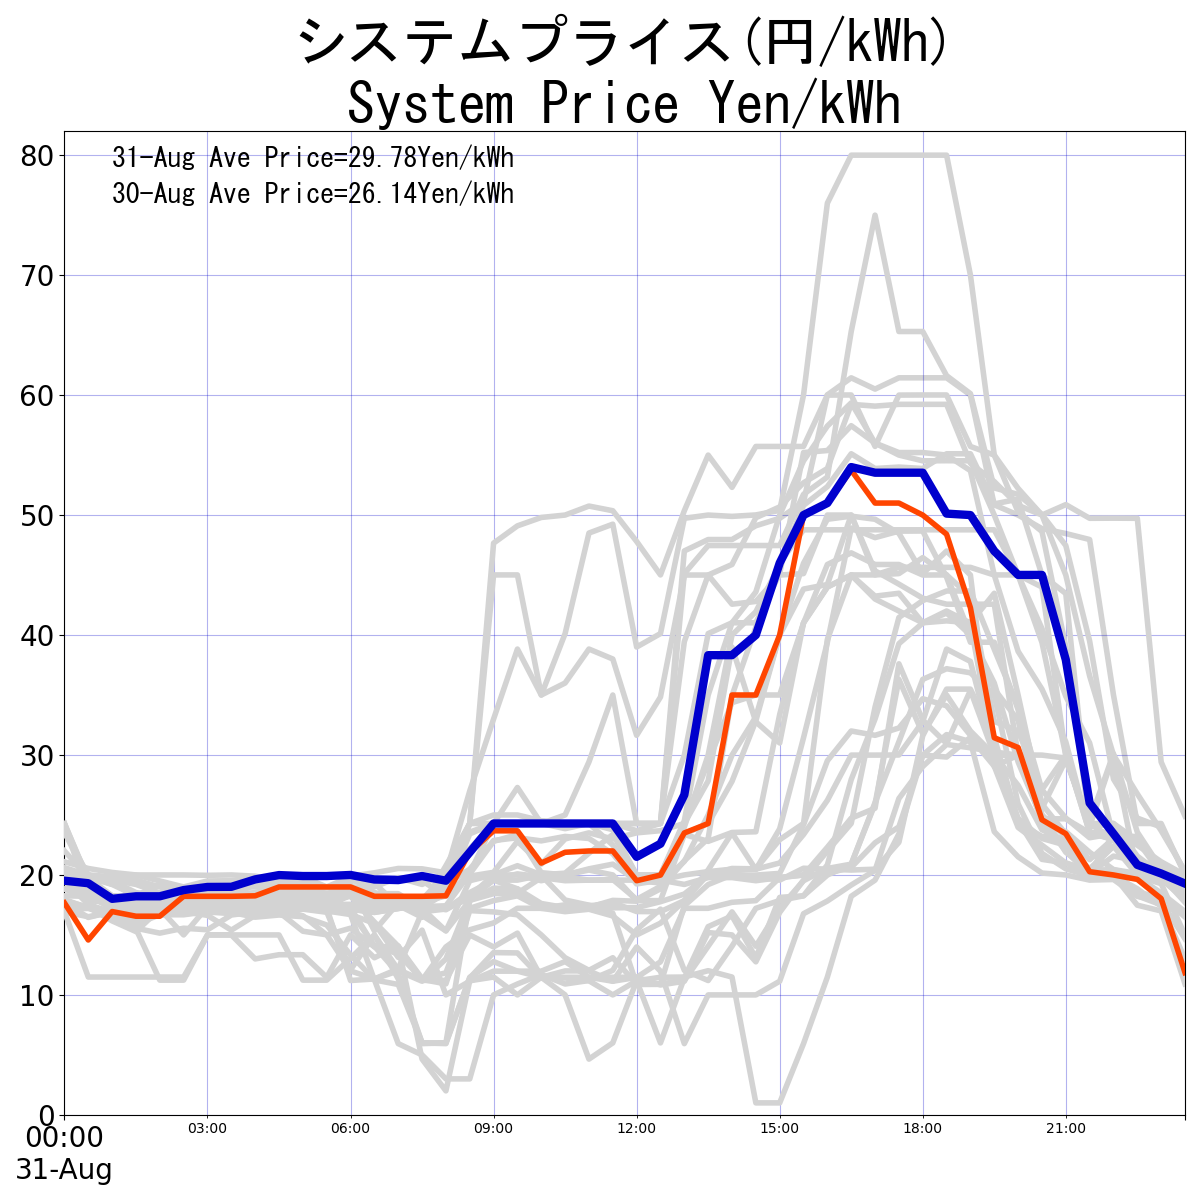 システムプライス(円/kWh)
System Price Yen/kWh
31-Aug Ave Price=29.78Yen/kWh
30-Aug Ave Price=26.14Yen/kWh
80
70
60
50
40
30
20
10
0
00:00 03:00 06:00 09:00 12:00 15:00 18:00 21:00
31-Aug